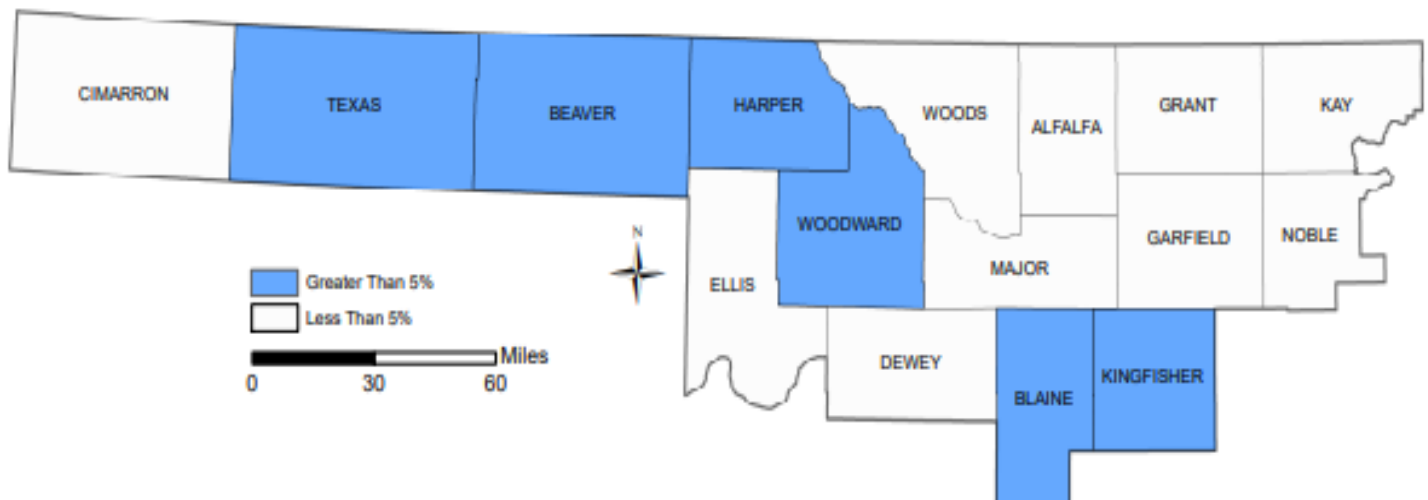 CIMARRON
TEXAS
BEAVER
HARPER
WOODS
ALFALFA
GRANT
KAY
WOODWARD
ELLIS
MAJOR
GARFIELD
NOBLE
DEWEY
BLAINE
KINGFISHER
N
Greater Than 5%
Less Than 5%
Miles
0 30 60